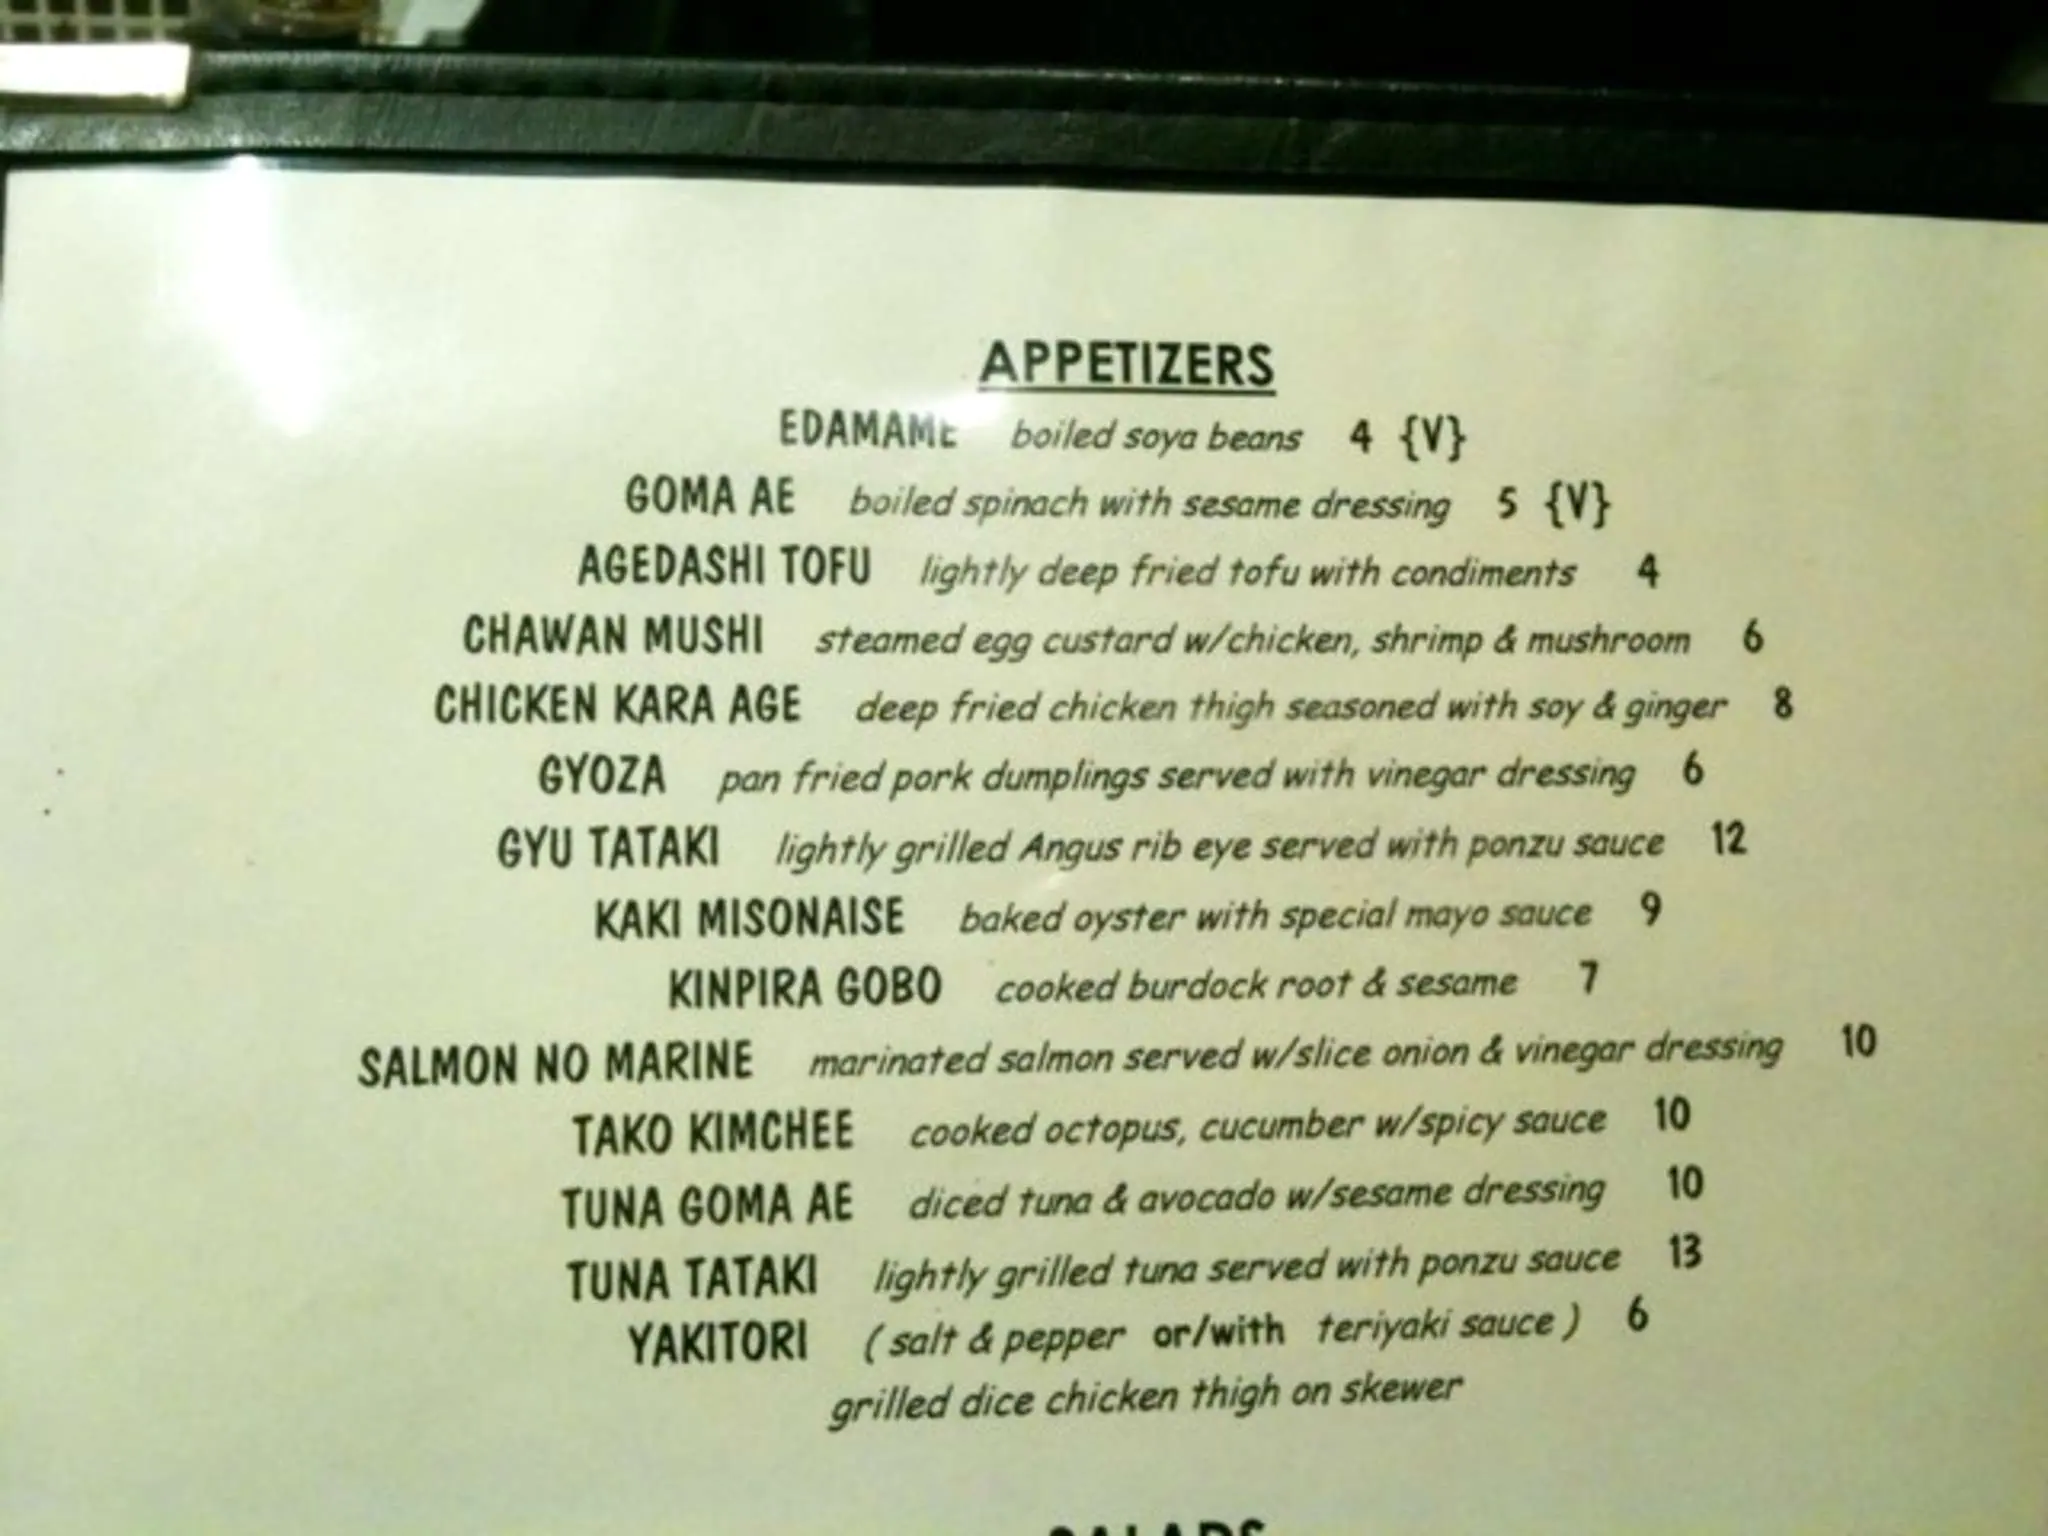 APPETIZERS
EDAMAME boiled soya beans 4 {V}
GOMA AE boiled spinach with sesame dressing 5 {V}
AGEDASHI TOFU lightly deep fried tofu with condiments 4
CHAWAN MUSHI steamed egg custard w/chicken, shrimp & mushroom 6
CHICKEN KARA AGE deep fried chicken thigh seasoned with soy & ginger 8
GYOZA pan fried pork dumplings served with vinegar dressing 6
GYU TATAKI lightly grilled Angus rib eye served with ponzu sauce 12
KAKI MISONAISE baked oyster with special mayo sauce 9
KINPIRA GOBO cooked burdock root & sesame 7
SALMON NO MARINE marinated salmon served w/slice onion & vinegar dressing 10
TAKO KIMCHEE cooked octopus, cucumber w/spicy sauce 10
TUNA GOMA AE diced tuna & avocado w/sesame dressing 10
TUNA TATAKI lightly grilled tuna served with ponzu sauce 13
YAKITORI ( salt & pepper or/with teriyaki sauce ) 6
grilled dice chicken thigh on skewer
SALADS